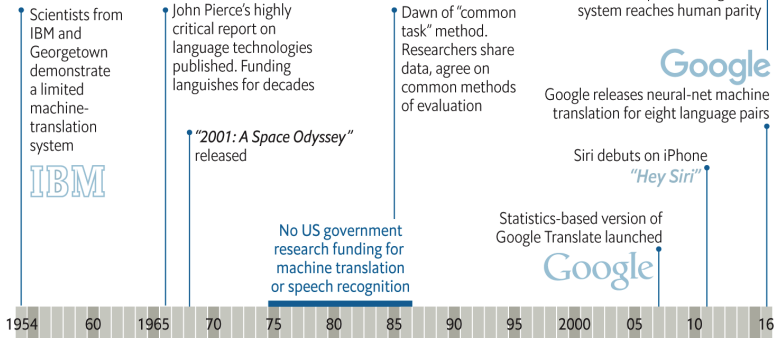 Scientists from
IBM and
Georgetown
demonstrate
a limited
machine-
translation
system
IBM
John Pierce's highly
critical report on
language technologies
published. Funding
languishes for decades
"2001: A Space Odyssey"
released
No US government
research funding for
machine translation
or speech recognition
Dawn of "common
task" method.
Researchers share
data, agree on
common methods
of evaluation
Statistics-based version of
Google Translate launched
Google
Siri debuts on iPhone
"Hey Siri"
system reaches human parity
Google
Google releases neural-net machine
translation for eight language pairs
1954 60 1965 70 75 80 85 90 95 2000 05 10 16